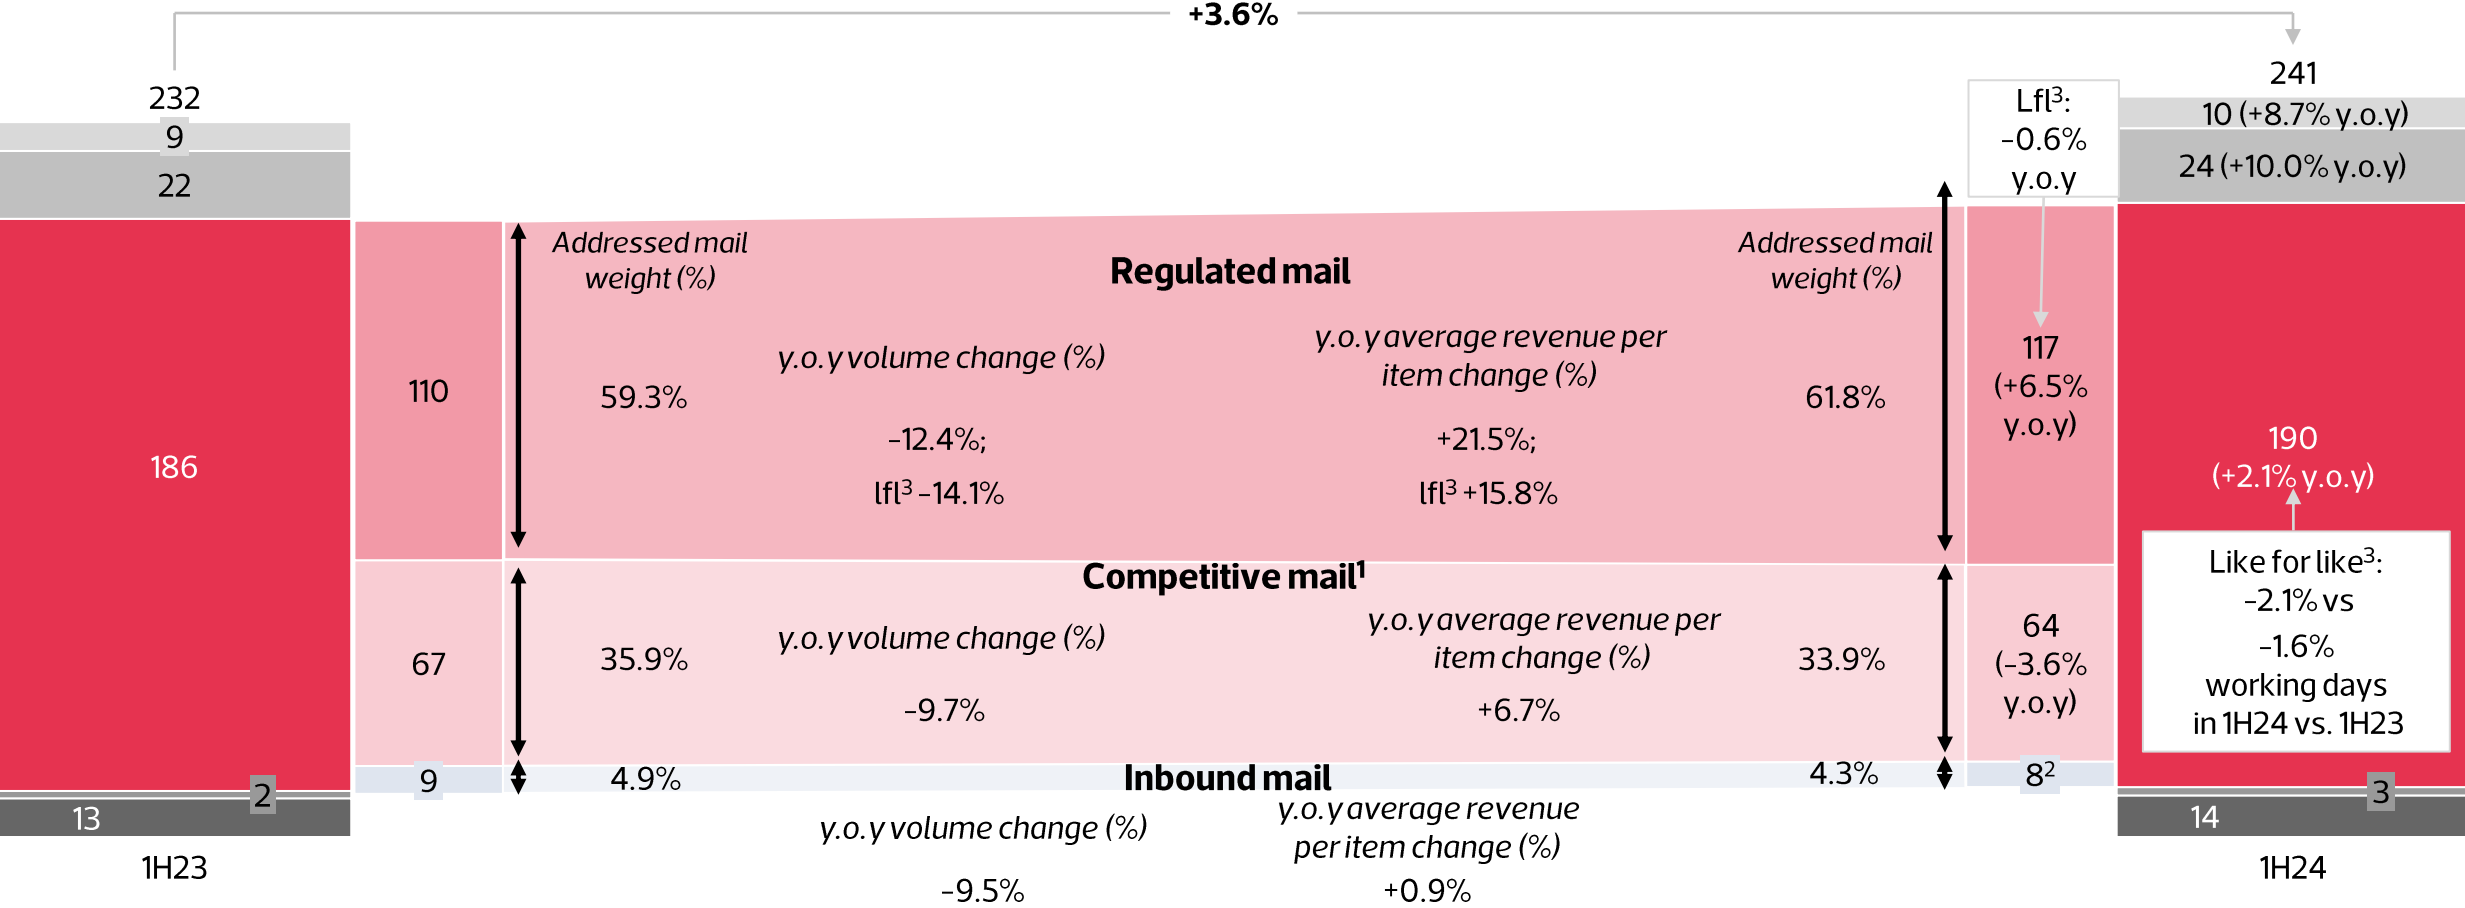 +3.6%
232
241
9
10 (+8.7% y.o.y)
22
24 (+10.0% y.o.y)
Lfl³:
-0.6%
y.o.y
Addressed mail
weight (%)
Regulated mail
Addressed mail
weight (%)
y.o.y volume change (%)
y.o.y average revenue per
item change (%)
110
59.3%
61.8%
117
(+6.5%
y.o.y)
-12.4%;
+21.5%;
lfl³ -14.1%
lfl³ +15.8%
186
190
(+2.1% y.o.y)
Like for like³:
-2.1% vs
-1.6%
working days
in 1H24 vs. 1H23
Competitive mail¹
y.o.y volume change (%)
y.o.y average revenue per
item change (%)
67
35.9%
33.9%
64
(-3.6%
y.o.y)
-9.7%
+6.7%
9
4.9%
Inbound mail
4.3%
8²
2
3
13
14
y.o.y volume change (%)
y.o.y average revenue
per item change (%)
-9.5%
+0.9%
1H23
1H24